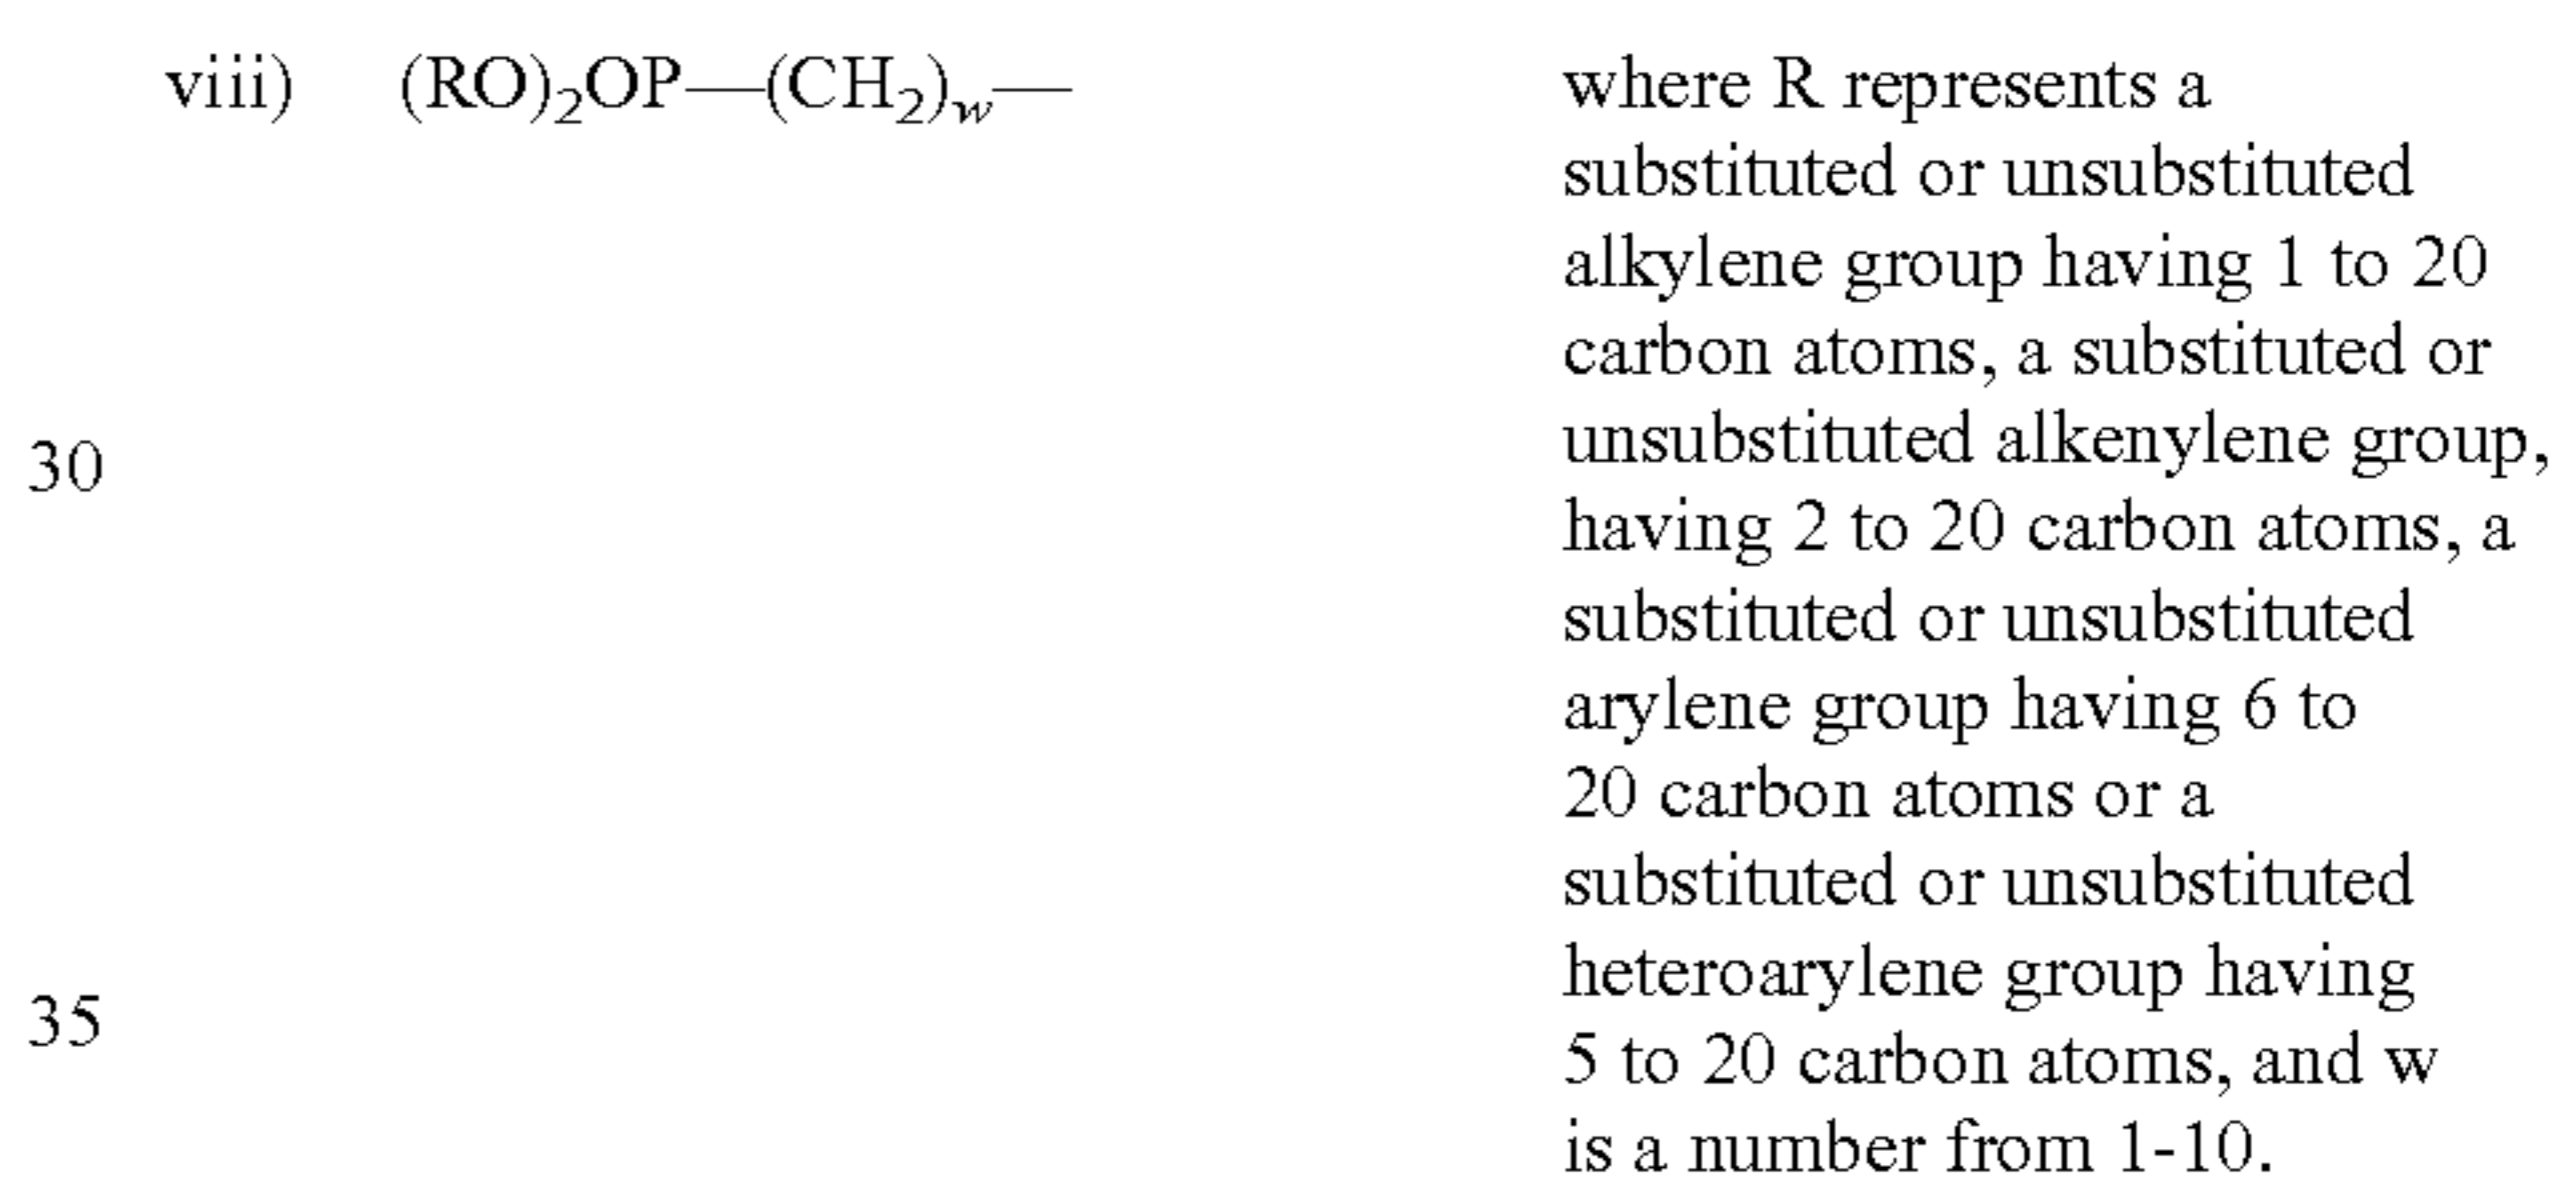 viii) (RO)₂OP—(CH₂)w— where R represents a
substituted or unsubstituted
alkylene group having 1 to 20
carbon atoms, a substituted or
unsubstituted alkenylene group,
30
having 2 to 20 carbon atoms, a
substituted or unsubstituted
arylene group having 6 to
20 carbon atoms or a
substituted or unsubstituted
heteroarylene group having
35
5 to 20 carbon atoms, and w
is a number from 1-10.